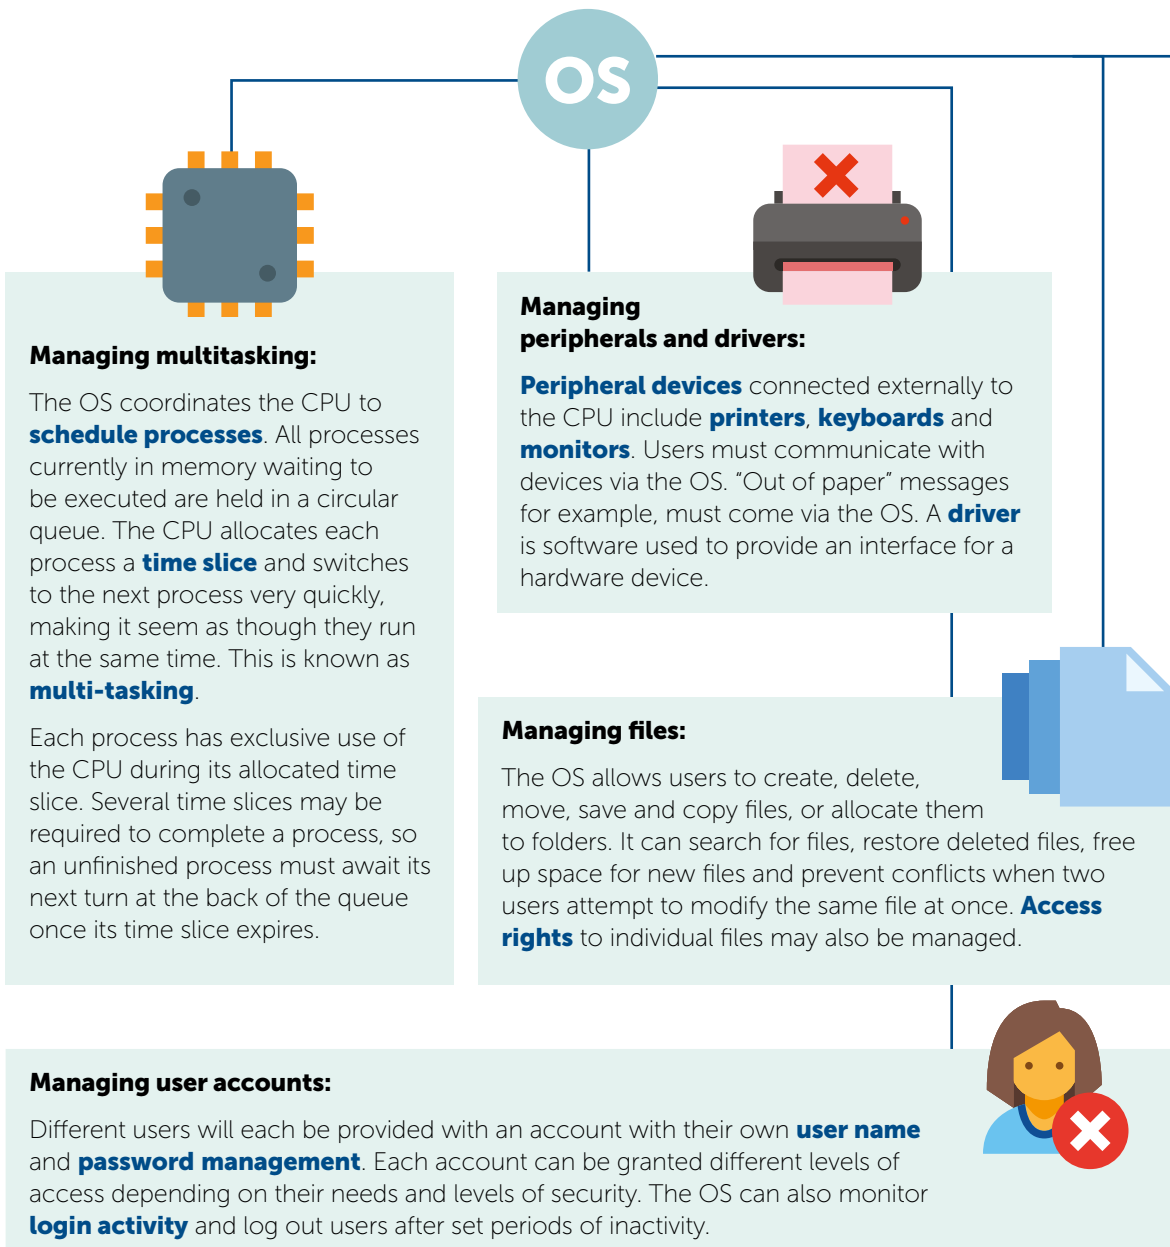 OS
Managing multitasking:
The OS coordinates the CPU to
schedule processes. All processes
currently in memory waiting to
be executed are held in a circular
queue. The CPU allocates each
process a time slice and switches
to the next process very quickly,
making it seem as though they run
at the same time. This is known as
multi-tasking.
Each process has exclusive use of
the CPU during its allocated time
slice. Several time slices may be
required to complete a process, so
an unfinished process must await its
next turn at the back of the queue
once its time slice expires.
Managing
peripherals and drivers:
Peripheral devices connected externally to
the CPU include printers, keyboards and
monitors. Users must communicate with
devices via the OS. “Out of paper” messages
for example, must come via the OS. A driver
is software used to provide an interface for a
hardware device.
Managing files:
The OS allows users to create, delete,
move, save and copy files, or allocate them
to folders. It can search for files, restore deleted files, free
up space for new files and prevent conflicts when two
users attempt to modify the same file at once. Access
rights to individual files may also be managed.
Managing user accounts:
Different users will each be provided with an account with their own user name
and password management. Each account can be granted different levels of
access depending on their needs and levels of security. The OS can also monitor
login activity and log out users after set periods of inactivity.